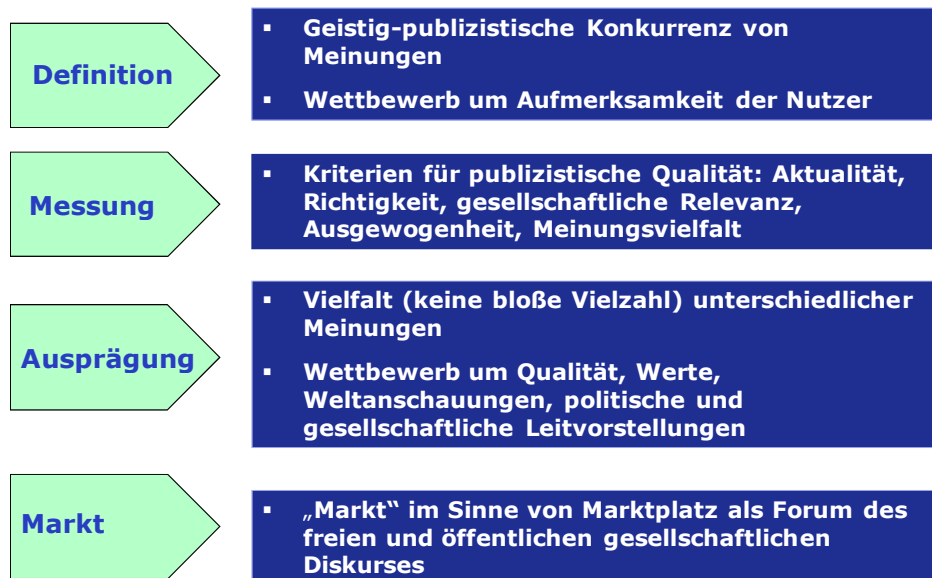 Definition
▪ Geistig-publizistische Konkurrenz von
Meinungen
▪ Wettbewerb um Aufmerksamkeit der Nutzer
Messung
▪ Kriterien für publizistische Qualität: Aktualität,
Richtigkeit, gesellschaftliche Relevanz,
Ausgewogenheit, Meinungsvielfalt
Ausprägung
▪ Vielfalt (keine bloße Vielzahl) unterschiedlicher
Meinungen
▪ Wettbewerb um Qualität, Werte,
Weltanschauungen, politische und
gesellschaftliche Leitvorstellungen
Markt
▪ „Markt“ im Sinne von Marktplatz als Forum des
freien und öffentlichen gesellschaftlichen
Diskurses